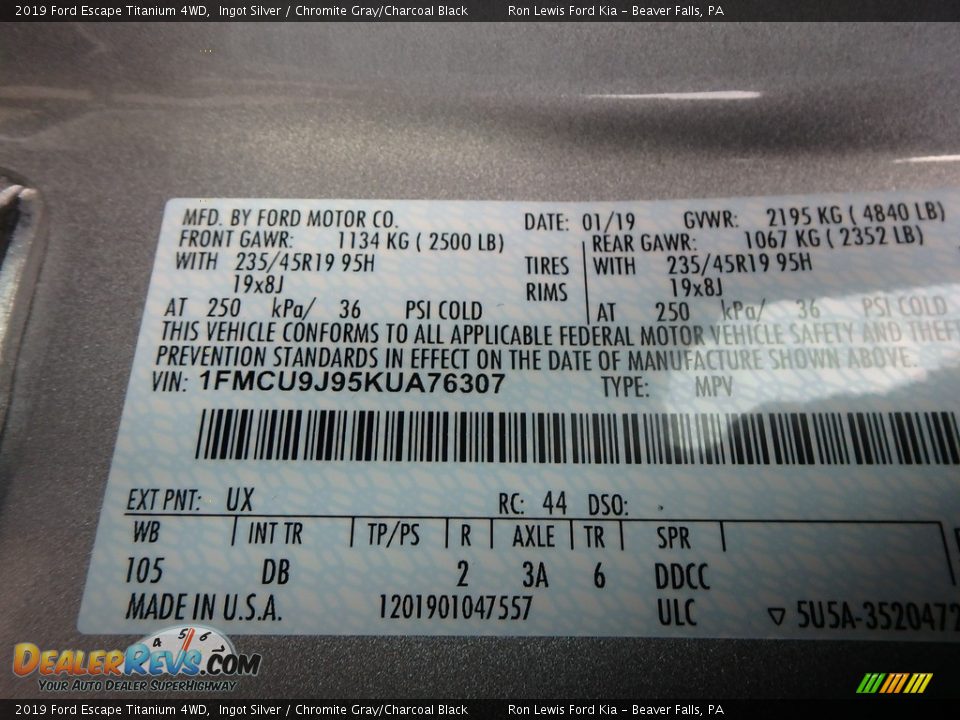 2019 Ford Escape Titanium 4WD, Ingot Silver / Chromite Gray/Charcoal Black Ron Lewis Ford Kia - Beaver Falls, PA
MFD. BY FORD MOTOR CO. DATE: 01/19 GVWR: 2195 KG ( 4840 LB)
FRONT GAWR: 1134 KG ( 2500 LB) REAR GAWR: 1067 KG ( 2352 LB)
WITH 235/45R19 95H TIRES WITH 235/45R19 95H
19x8J RIMS 19x8J
AT 250 kPa/ 36 PSI COLD AT 250 kPa/ 36 PSI COLD
THIS VEHICLE CONFORMS TO ALL APPLICABLE FEDERAL MOTOR VEHICLE SAFETY AND THEFT
PREVENTION STANDARDS IN EFFECT ON THE DATE OF MANUFACTURE SHOWN ABOVE.
VIN: 1FMCU9J95KUA76307 TYPE: MPV
EXT PNT: UX RC: 44 DSO:
WB INT TR TP/PS R AXLE TR SPR
105 DB 2 3A 6 DDCC
MADE IN U.S.A. 1201901047557 ULC 5U5A-3520472
4 5 6
DealerRevs.com
Your Auto Dealer SuperHighway
2019 Ford Escape Titanium 4WD, Ingot Silver / Chromite Gray/Charcoal Black Ron Lewis Ford Kia - Beaver Falls, PA